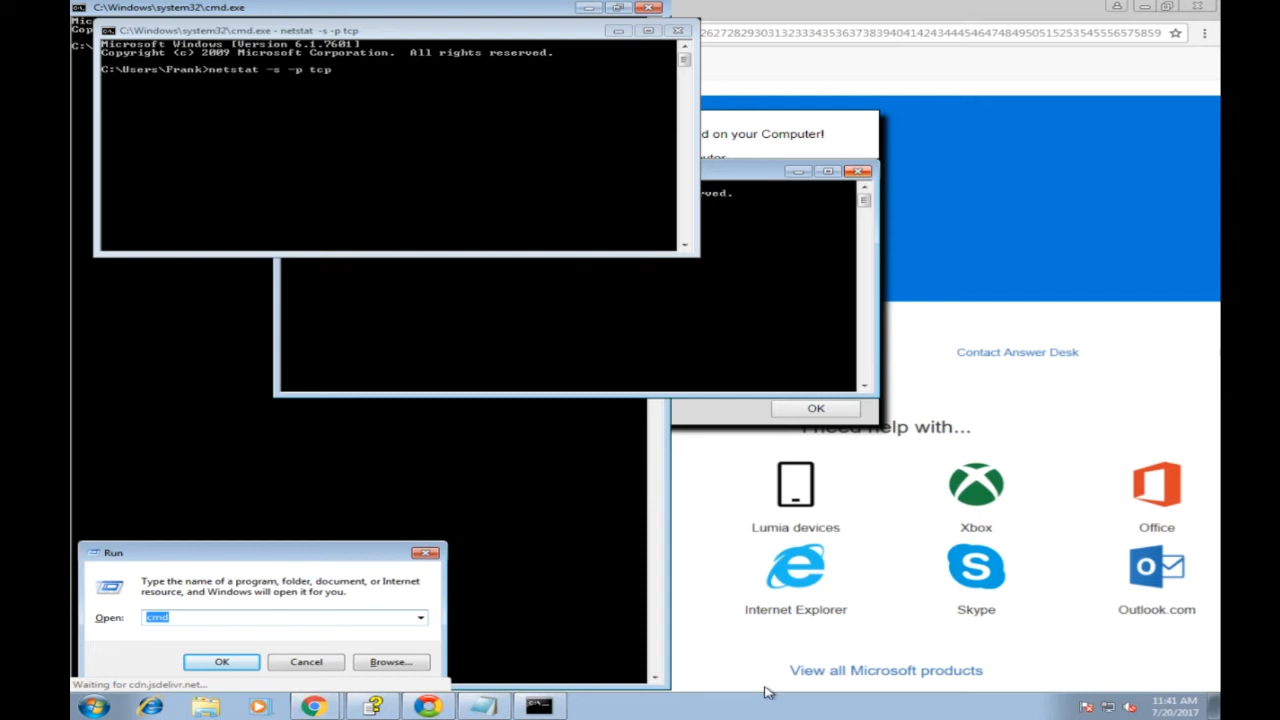 C:\Windows\system32\cmd.exe
Mic
Cop
C:\
C:\Windows\system32\cmd.exe - netstat -s -p tcp
Microsoft Windows [Version 6.1.7601]
Copyright (c) 2009 Microsoft Corporation. All rights reserved.
C:\Users\Frank>netstat -s -p tcp
26272829303132333435363738394041424344454647484950515253545556575859
d on your Computer!
ved.
OK
Contact Answer Desk
I need help with...
Lumia devices
Xbox
Office
Internet Explorer
Skype
Outlook.com
View all Microsoft products
Run
Type the name of a program, folder, document, or Internet
resource, and Windows will open it for you.
Open:
cmd
OK
Cancel
Browse...
Waiting for cdn.jsdelivr.net...
11:41 AM
7/20/2017